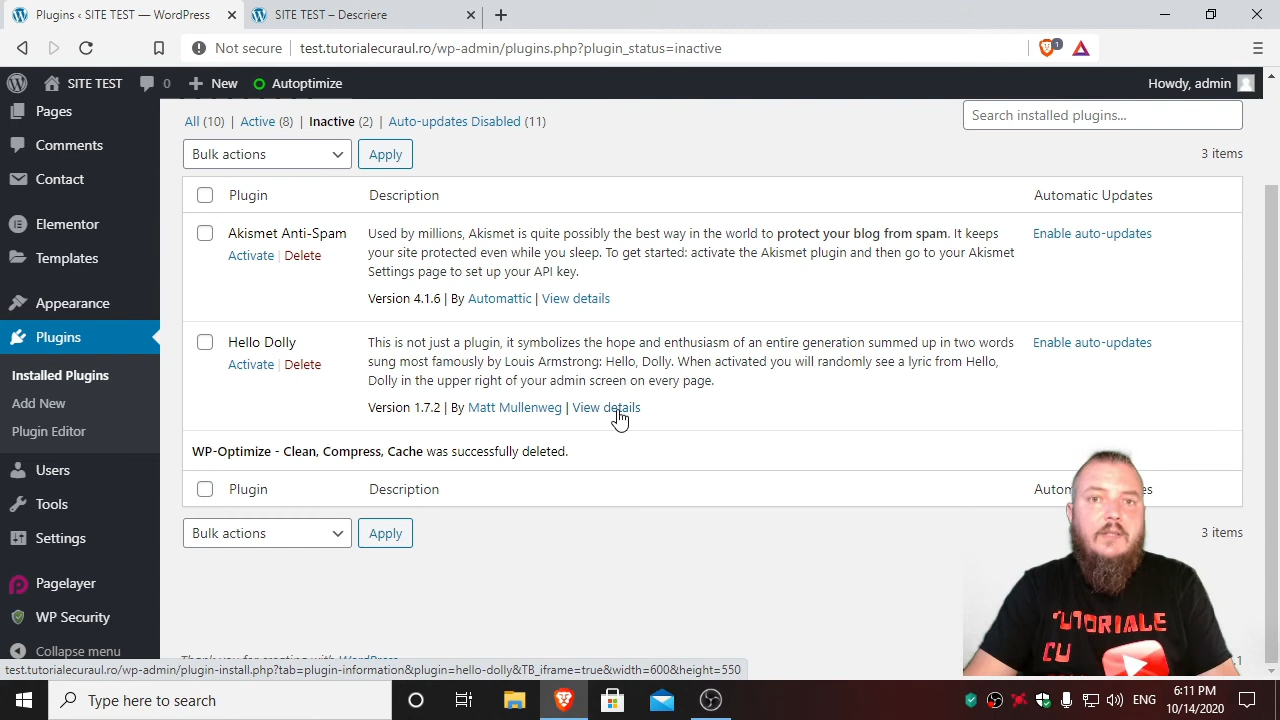 Plugins ‹ SITE TEST — WordPress
SITE TEST – Descriere
Not secure
test.tutorialecuraul.ro/wp-admin/plugins.php?plugin_status=inactive
1
SITE TEST
0
New
Autoptimize
Howdy, admin
Pages
Comments
Contact
Elementor
Templates
Appearance
Plugins
Installed Plugins
Add New
Plugin Editor
Users
Tools
Settings
Pagelayer
WP Security
Collapse menu
All (10) | Active (8) | Inactive (2) | Auto-updates Disabled (11)
Search installed plugins...
Bulk actions
Apply
3 items
Plugin
Description
Automatic Updates
Akismet Anti-Spam
Activate | Delete
Used by millions, Akismet is quite possibly the best way in the world to protect your blog from spam. It keeps
your site protected even while you sleep. To get started: activate the Akismet plugin and then go to your Akismet
Settings page to set up your API key.
Version 4.1.6 | By Automattic | View details
Enable auto-updates
Hello Dolly
Activate | Delete
This is not just a plugin, it symbolizes the hope and enthusiasm of an entire generation summed up in two words
sung most famously by Louis Armstrong: Hello, Dolly. When activated you will randomly see a lyric from Hello,
Dolly in the upper right of your admin screen on every page.
Version 1.7.2 | By Matt Mullenweg | View details
Enable auto-updates
WP-Optimize - Clean, Compress, Cache was successfully deleted.
Plugin
Description
Bulk actions
Apply
3 items
TUTORIALE
CU
test.tutorialecuraul.ro/wp-admin/plugin-install.php?tab=plugin-information&plugin=hello-dolly&TB_iframe=true&width=600&height=550
Type here to search
ENG
6:11 PM
10/14/2020